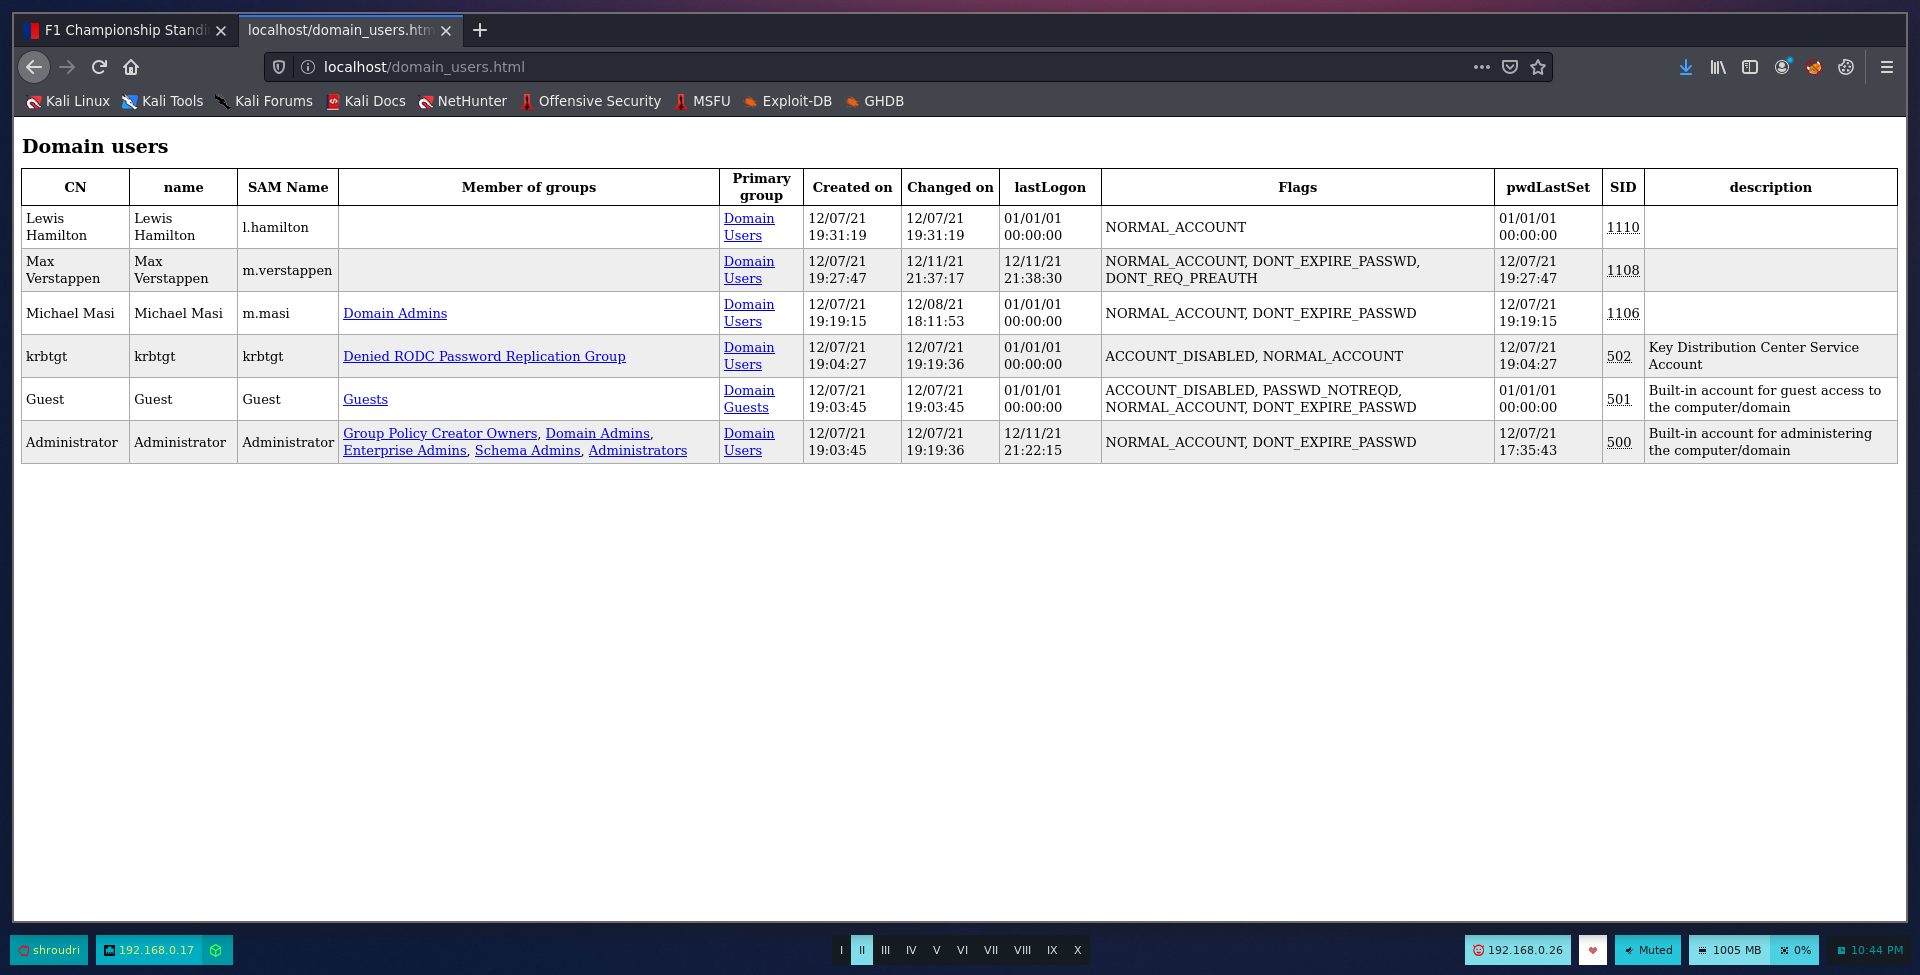 F1 Championship Standi
localhost/domain_users.htm
localhost/domain_users.html
Kali Linux Kali Tools Kali Forums Kali Docs NetHunter Offensive Security MSFU Exploit-DB GHDB
Domain users
CN name SAM Name Member of groups Primary group Created on Changed on lastLogon Flags pwdLastSet SID description
Lewis Hamilton Lewis Hamilton l.hamilton Domain Users 12/07/21 19:31:19 12/07/21 19:31:19 01/01/01 00:00:00 NORMAL_ACCOUNT 01/01/01 00:00:00 1110
Max Verstappen Max Verstappen m.verstappen Domain Users 12/07/21 19:27:47 12/11/21 21:37:17 12/11/21 21:38:30 NORMAL_ACCOUNT, DONT_EXPIRE_PASSWD, DONT_REQ_PREAUTH 12/07/21 19:27:47 1108
Michael Masi Michael Masi m.masi Domain Admins Domain Users 12/07/21 19:19:15 12/08/21 18:11:53 01/01/01 00:00:00 NORMAL_ACCOUNT, DONT_EXPIRE_PASSWD 12/07/21 19:19:15 1106
krbtgt krbtgt krbtgt Denied RODC Password Replication Group Domain Users 12/07/21 19:04:27 12/07/21 19:19:36 01/01/01 00:00:00 ACCOUNT_DISABLED, NORMAL_ACCOUNT 12/07/21 19:04:27 502 Key Distribution Center Service Account
Guest Guest Guest Guests Domain Guests 12/07/21 19:03:45 12/07/21 19:03:45 01/01/01 00:00:00 ACCOUNT_DISABLED, PASSWD_NOTREQD, NORMAL_ACCOUNT, DONT_EXPIRE_PASSWD 01/01/01 00:00:00 501 Built-in account for guest access to the computer/domain
Administrator Administrator Administrator Group Policy Creator Owners, Domain Admins, Enterprise Admins, Schema Admins, Administrators Domain Users 12/07/21 19:03:45 12/07/21 19:19:36 12/11/21 21:22:15 NORMAL_ACCOUNT, DONT_EXPIRE_PASSWD 12/07/21 17:35:43 500 Built-in account for administering the computer/domain
shroudri 192.168.0.17 I II III IV V VI VII VIII IX X 192.168.0.26 Muted 1005 MB 0% 10:44 PM